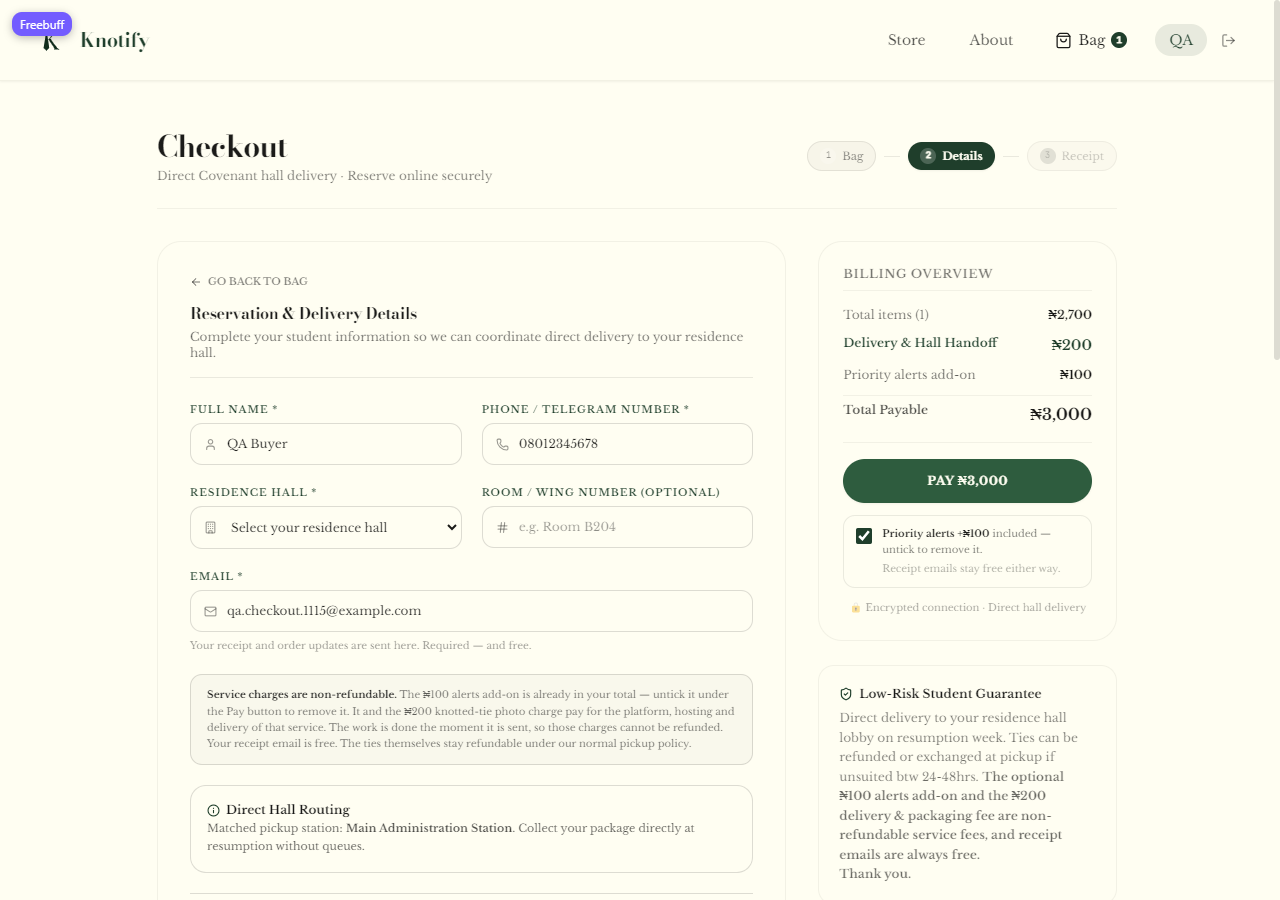 Freebuff
Knotify
Store
About
Bag 1
QA
Checkout
Direct Covenant hall delivery · Reserve online securely
1 Bag
2 Details
3 Receipt
GO BACK TO BAG
Reservation & Delivery Details
Complete your student information so we can coordinate direct delivery to your residence
hall.
FULL NAME *
PHONE / TELEGRAM NUMBER *
QA Buyer
08012345678
RESIDENCE HALL *
ROOM / WING NUMBER (OPTIONAL)
Select your residence hall
e.g. Room B204
EMAIL *
qa.checkout.1115@example.com
Your receipt and order updates are sent here. Required — and free.
Service charges are non-refundable. The ₦100 alerts add-on is already in your total — untick it under
the Pay button to remove it. It and the ₦200 knotted-tie photo charge pay for the platform, hosting and
delivery of that service. The work is done the moment it is sent, so those charges cannot be refunded.
Your receipt email is free. The ties themselves stay refundable under our normal pickup policy.
Direct Hall Routing
Matched pickup station: Main Administration Station. Collect your package directly at
resumption without queues.
BILLING OVERVIEW
Total items (1) ₦2,700
Delivery & Hall Handoff ₦200
Priority alerts add-on ₦100
Total Payable ₦3,000
PAY ₦3,000
Priority alerts +₦100 included —
untick to remove it.
Receipt emails stay free either way.
Encrypted connection · Direct hall delivery
Low-Risk Student Guarantee
Direct delivery to your residence hall
lobby on resumption week. Ties can be
refunded or exchanged at pickup if
unsuited btw 24-48hrs. The optional
₦100 alerts add-on and the ₦200
delivery & packaging fee are non-
refundable service fees, and receipt
emails are always free.
Thank you.